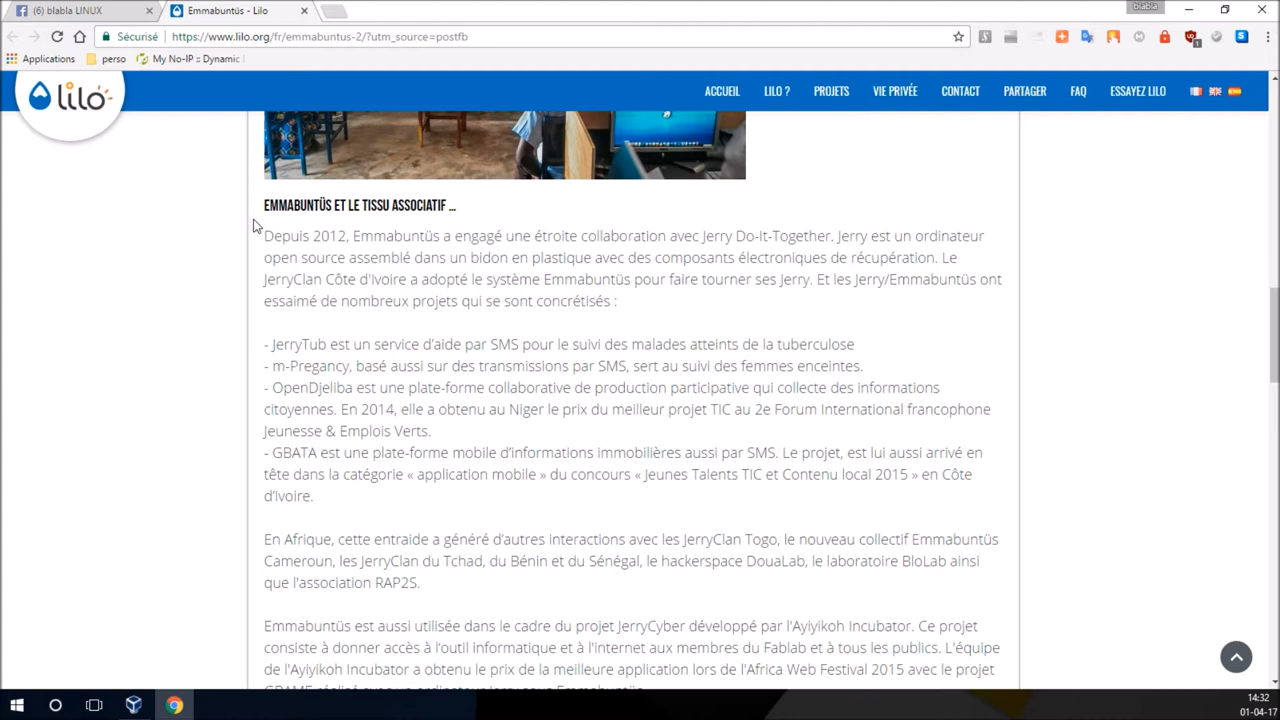 (6) blabla LINUX
Emmabuntüs - Lilo
blabla
Sécurisé https://www.lilo.org/fr/emmabuntus-2/?utm_source=postfb
Applications perso My No-IP :: Dynamic
lilo
ACCUEIL LILO ? PROJETS VIE PRIVÉE CONTACT PARTAGER FAQ ESSAYEZ LILO
EMMABUNTÜS ET LE TISSU ASSOCIATIF ...
Depuis 2012, Emmabuntüs a engagé une étroite collaboration avec Jerry Do-It-Together. Jerry est un ordinateur
open source assemblé dans un bidon en plastique avec des composants électroniques de récupération. Le
JerryClan Côte d'Ivoire a adopté le système Emmabuntüs pour faire tourner ses Jerry. Et les Jerry/Emmabuntüs ont
essaimé de nombreux projets qui se sont concrétisés :
- JerryTub est un service d'aide par SMS pour le suivi des malades atteints de la tuberculose
- m-Pregancy, basé aussi sur des transmissions par SMS, sert au suivi des femmes enceintes.
- OpenDjeliba est une plate-forme collaborative de production participative qui collecte des informations
citoyennes. En 2014, elle a obtenu au Niger le prix du meilleur projet TIC au 2e Forum International francophone
Jeunesse & Emplois Verts.
- GBATA est une plate-forme mobile d'informations immobilières aussi par SMS. Le projet, est lui aussi arrivé en
tête dans la catégorie « application mobile » du concours « Jeunes Talents TIC et Contenu local 2015 » en Côte
d'Ivoire.
En Afrique, cette entraide a généré d'autres interactions avec les JerryClan Togo, le nouveau collectif Emmabuntüs
Cameroun, les JerryClan du Tchad, du Bénin et du Sénégal, le hackerspace DouaLab, le laboratoire BloLab ainsi
que l'association RAP2S.
Emmabuntüs est aussi utilisée dans le cadre du projet JerryCyber développé par l'Ayiyikoh Incubator. Ce projet
consiste à donner accès à l'outil informatique et à l'internet aux membres du Fablab et à tous les publics. L'équipe
de l'Ayiyikoh Incubator a obtenu le prix de la meilleure application lors de l'Africa Web Festival 2015 avec le projet
14:32
01-04-17